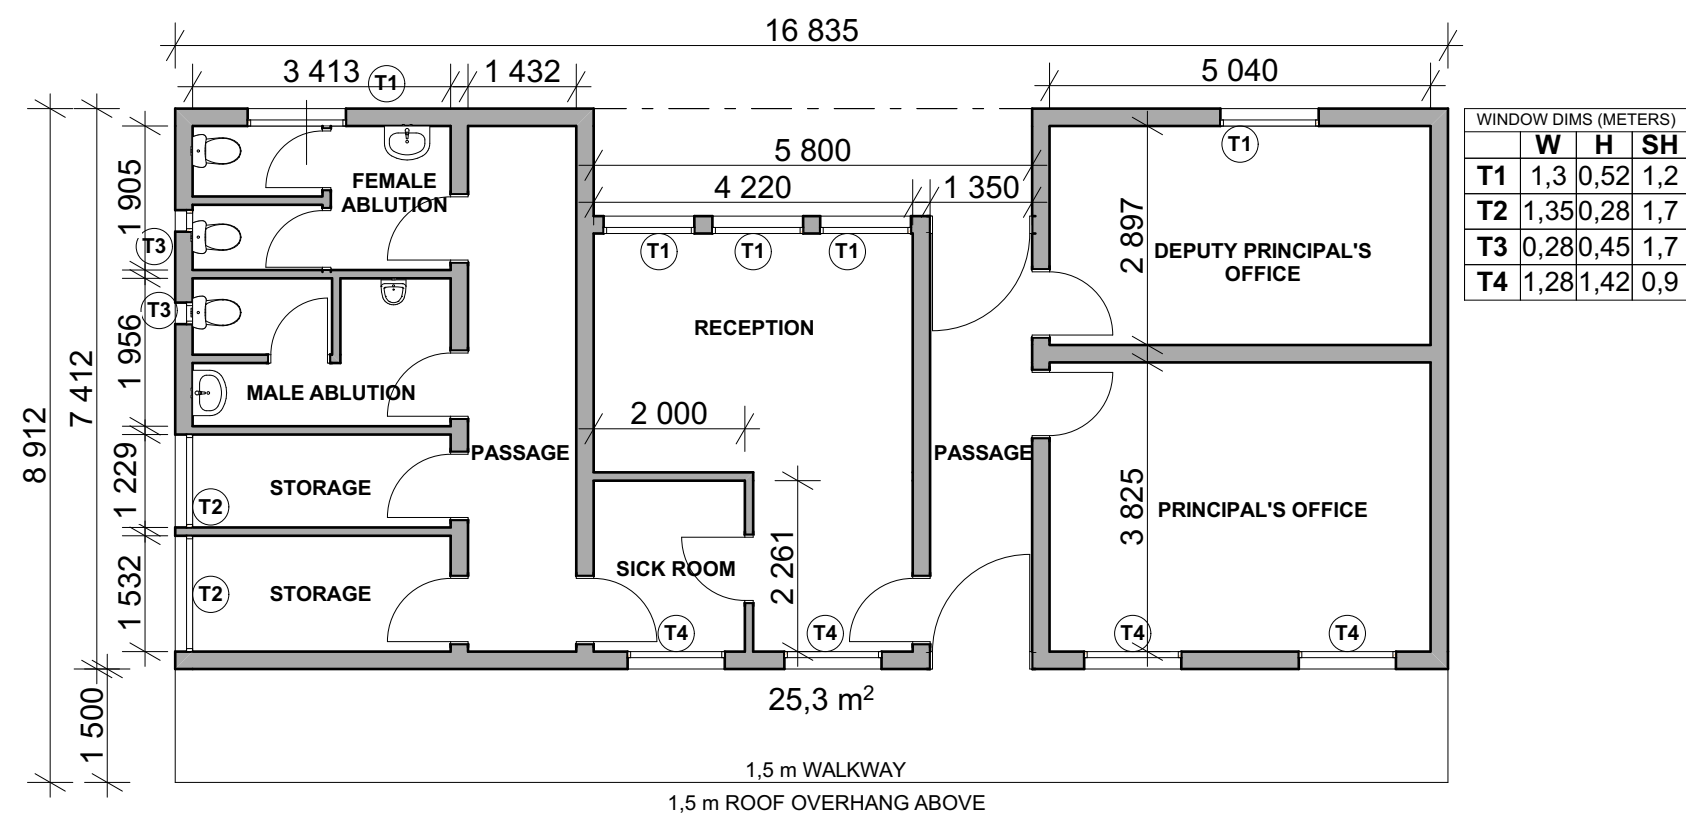 16 835
3 413
T1
1 432
5 040
WINDOW DIMS (METERS)
W H SH
T1 1,3 0,52 1,2
T2 1,35 0,28 1,7
T3 0,28 0,45 1,7
T4 1,28 1,42 0,9
5 800
4 220
1 350
T1
1 905
FEMALE
ABLUTION
T3
T1
T1
T1
2 897
DEPUTY PRINCIPAL'S
OFFICE
T3
RECEPTION
1 956
7 412
8 912
MALE ABLUTION
2 000
PASSAGE
PASSAGE
1 229
STORAGE
T2
3 825
PRINCIPAL'S OFFICE
2 261
SICK ROOM
1 532
T2
STORAGE
T4
T4
T4
T4
25,3 m²
1 500
1,5 m WALKWAY
1,5 m ROOF OVERHANG ABOVE